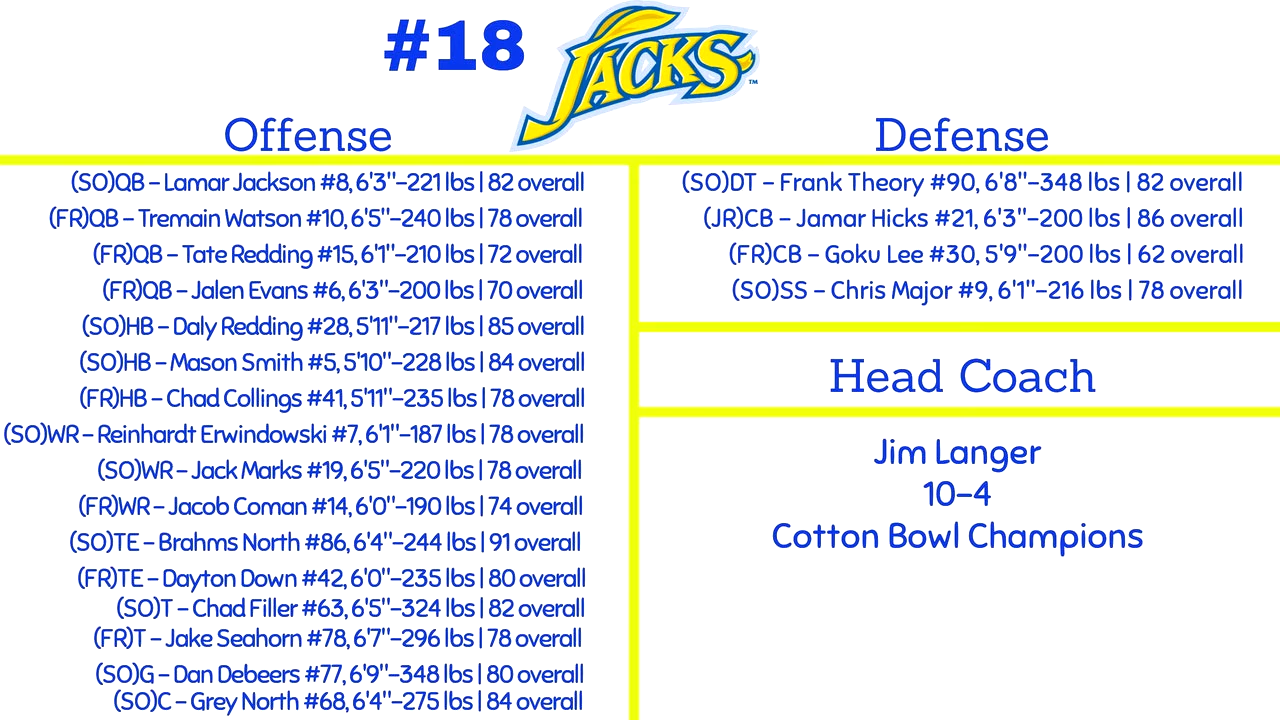 #18
JACKS™
Offense
(SO)QB – Lamar Jackson #8, 6'3"–221 lbs | 82 overall
(FR)QB – Tremain Watson #10, 6'5"–240 lbs | 78 overall
(FR)QB – Tate Redding #15, 6'1"–210 lbs | 72 overall
(FR)QB – Jalen Evans #6, 6'3"–200 lbs | 70 overall
(SO)HB – Daly Redding #28, 5'11"–217 lbs | 85 overall
(SO)HB – Mason Smith #5, 5'10"–228 lbs | 84 overall
(FR)HB – Chad Collings #41, 5'11"–235 lbs | 78 overall
(SO)WR – Reinhardt Erwindowski #7, 6'1"–187 lbs | 78 overall
(SO)WR – Jack Marks #19, 6'5"–220 lbs | 78 overall
(FR)WR – Jacob Coman #14, 6'0"–190 lbs | 74 overall
(SO)TE – Brahms North #86, 6'4"–244 lbs | 91 overall
(FR)TE – Dayton Down #42, 6'0"–235 lbs | 80 overall
(SO)T – Chad Filler #63, 6'5"–324 lbs | 82 overall
(FR)T – Jake Seahorn #78, 6'7"–296 lbs | 78 overall
(SO)G – Dan Debeers #77, 6'9"–348 lbs | 80 overall
(SO)C – Grey North #68, 6'4"–275 lbs | 84 overall
Defense
(SO)DT – Frank Theory #90, 6'8"–348 lbs | 82 overall
(JR)CB – Jamar Hicks #21, 6'3"–200 lbs | 86 overall
(FR)CB – Goku Lee #30, 5'9"–200 lbs | 62 overall
(SO)SS – Chris Major #9, 6'1"–216 lbs | 78 overall
Head Coach
Jim Langer
10–4
Cotton Bowl Champions